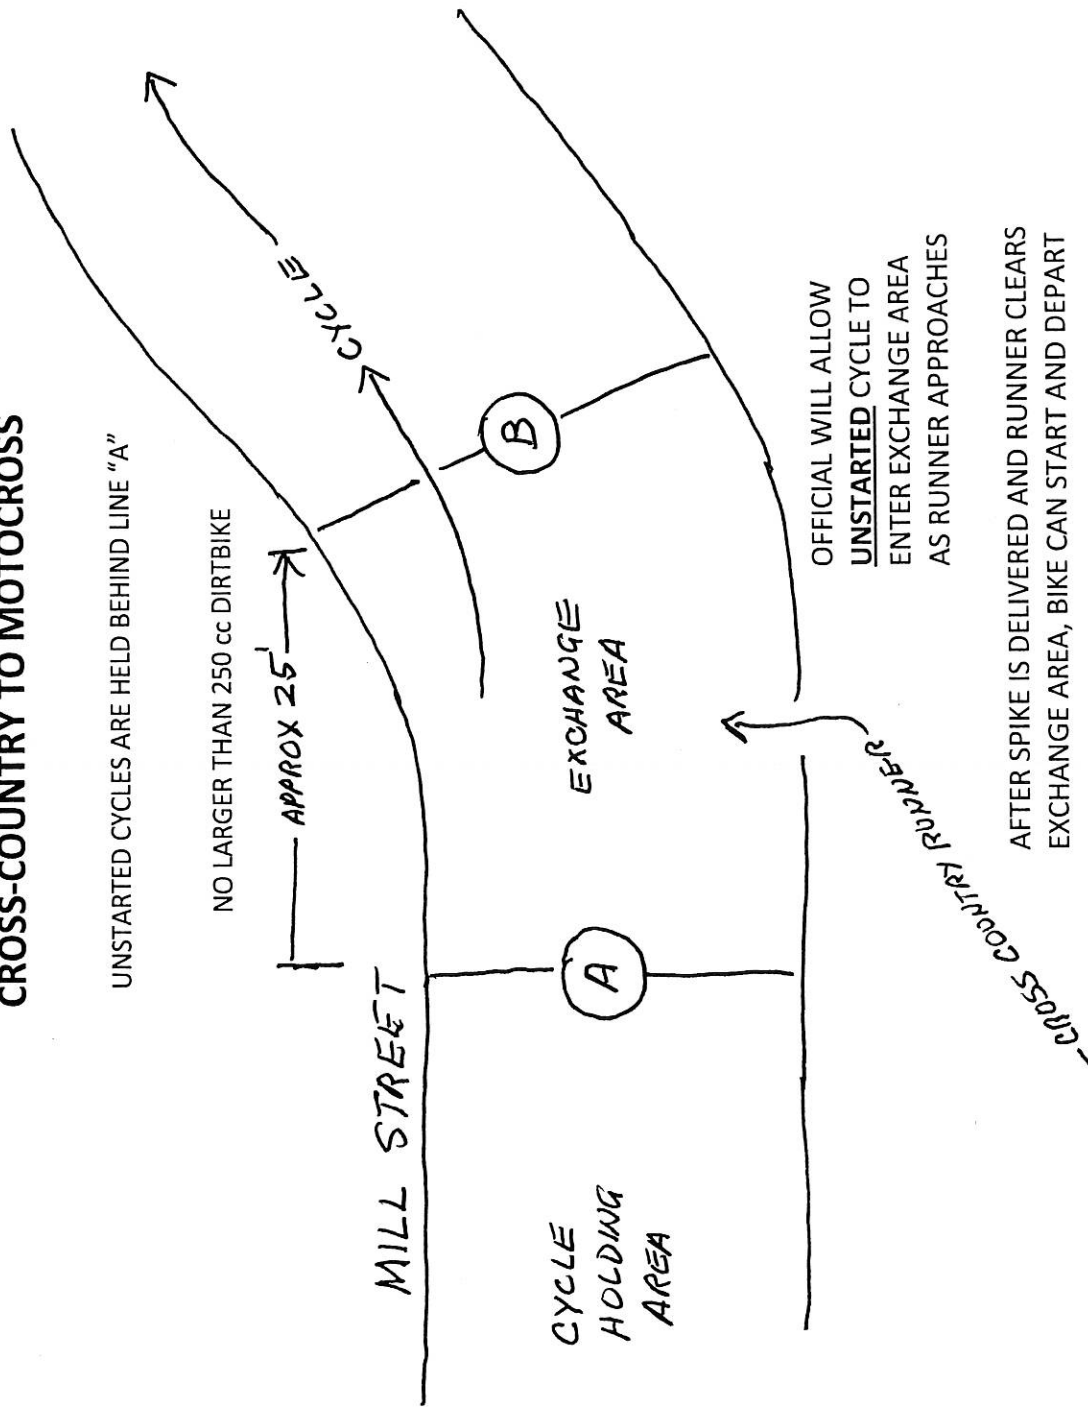 CROSS-COUNTRY TO MOTOCROSS
UNSTARTED CYCLES ARE HELD BEHIND LINE "A"
NO LARGER THAN 250 cc DIRTBIKE
APPROX 25'
MILL STREET
CYCLE
CYCLE
HOLDING
AREA
A
EXCHANGE
AREA
B
CROSS COUNTRY RUNNER
OFFICIAL WILL ALLOW
UNSTARTED CYCLE TO
ENTER EXCHANGE AREA
AS RUNNER APPROACHES
AFTER SPIKE IS DELIVERED AND RUNNER CLEARS
EXCHANGE AREA, BIKE CAN START AND DEPART